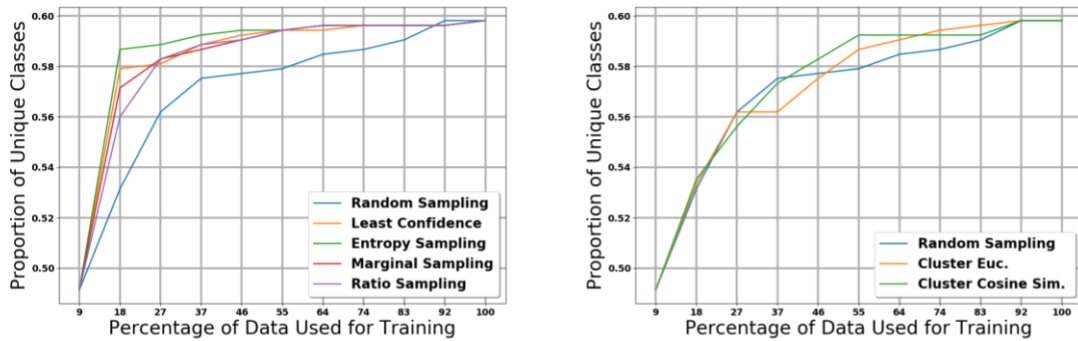 0.60
0.58
0.56
0.54
0.52
0.50
Proportion of Unique Classes
9 18 27 37 46 55 64 74 83 92 100
Percentage of Data Used for Training
Random Sampling
Least Confidence
Entropy Sampling
Marginal Sampling
Ratio Sampling
0.60
0.58
0.56
0.54
0.52
0.50
Proportion of Unique Classes
9 18 27 37 46 55 64 74 83 92 100
Percentage of Data Used for Training
Random Sampling
Cluster Euc.
Cluster Cosine Sim.